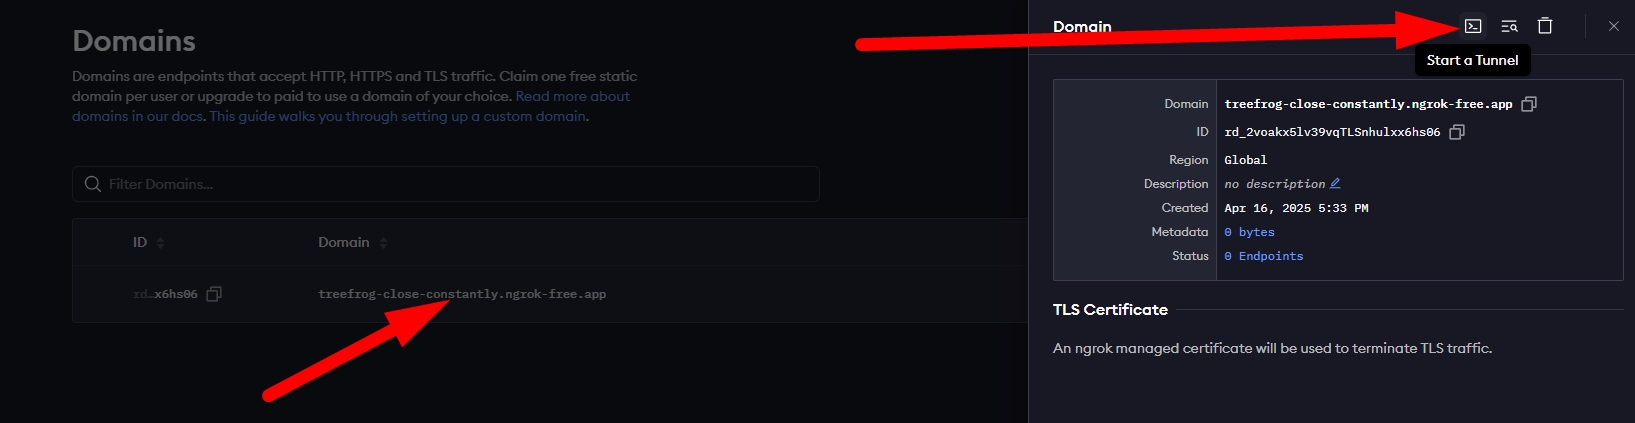 Domains
Domains are endpoints that accept HTTP, HTTPS and TLS traffic. Claim one free static
domain per user or upgrade to paid to use a domain of your choice. Read more about
domains in our docs. This guide walks you through setting up a custom domain.
Filter Domains...
ID Domain
rd_…x6hs06 treefrog-close-constantly.ngrok-free.app
Domain
Start a Tunnel
Domain treefrog-close-constantly.ngrok-free.app
ID rd_2voakx5lv39vqTLSnhulxx6hs06
Region Global
Description no description
Created Apr 16, 2025 5:33 PM
Metadata 0 bytes
Status 0 Endpoints
TLS Certificate
An ngrok managed certificate will be used to terminate TLS traffic.